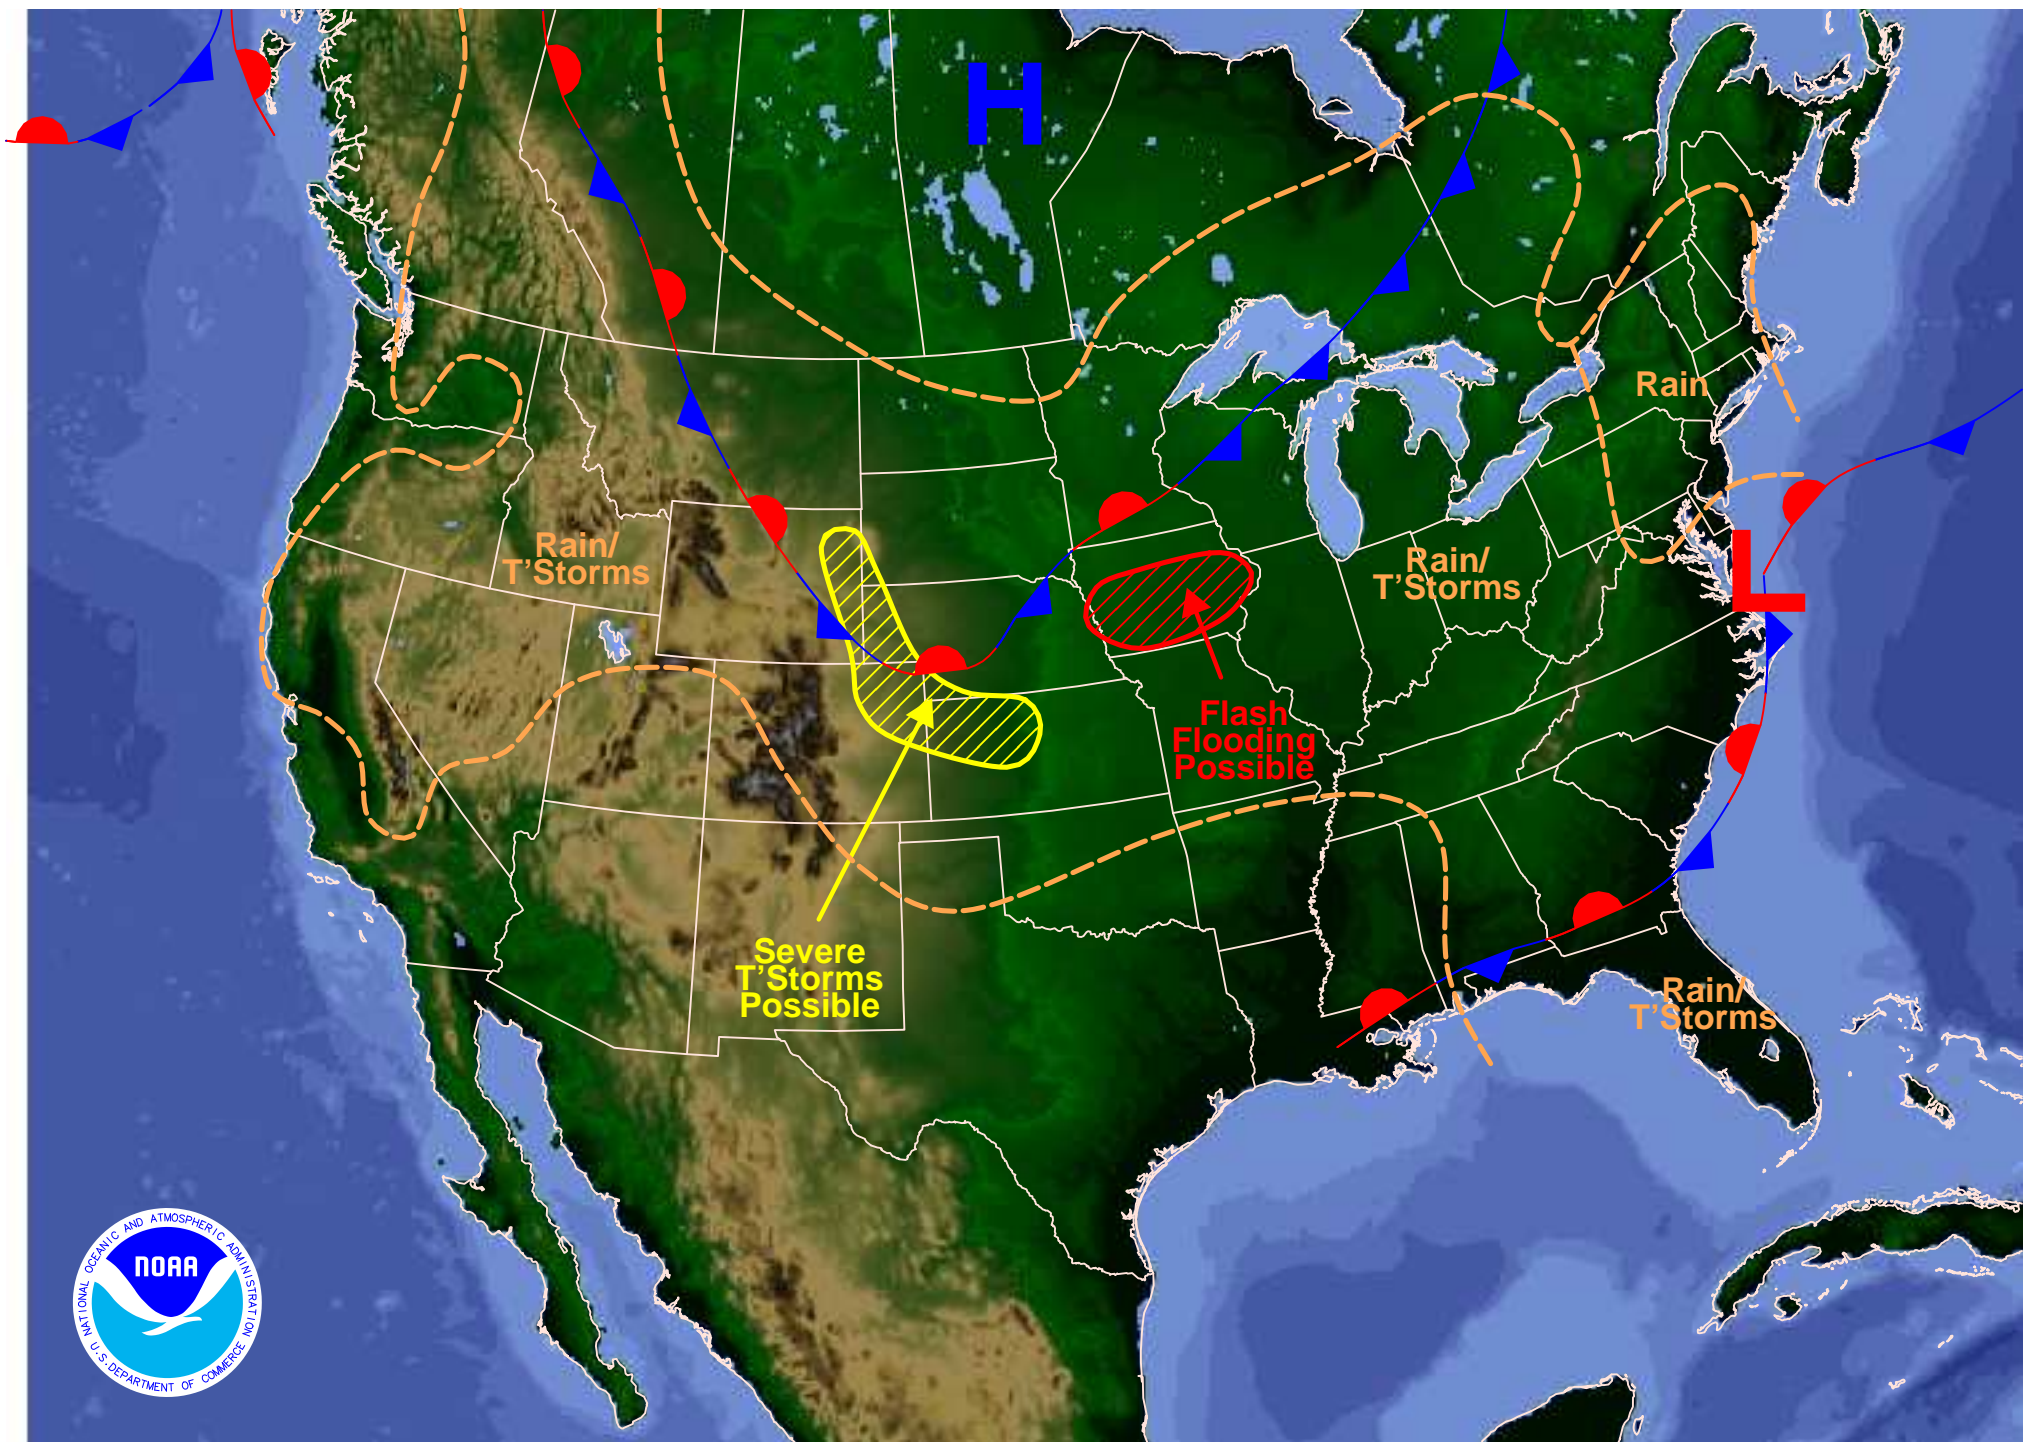 H
Rain
Rain/
T'Storms
Rain/
T'Storms
L
Flash
Flooding
Possible
Severe
T'Storms
Possible
Rain/
T'Storms
NATIONAL OCEANIC AND ATMOSPHERIC ADMINISTRATION
NOAA
U.S. DEPARTMENT OF COMMERCE